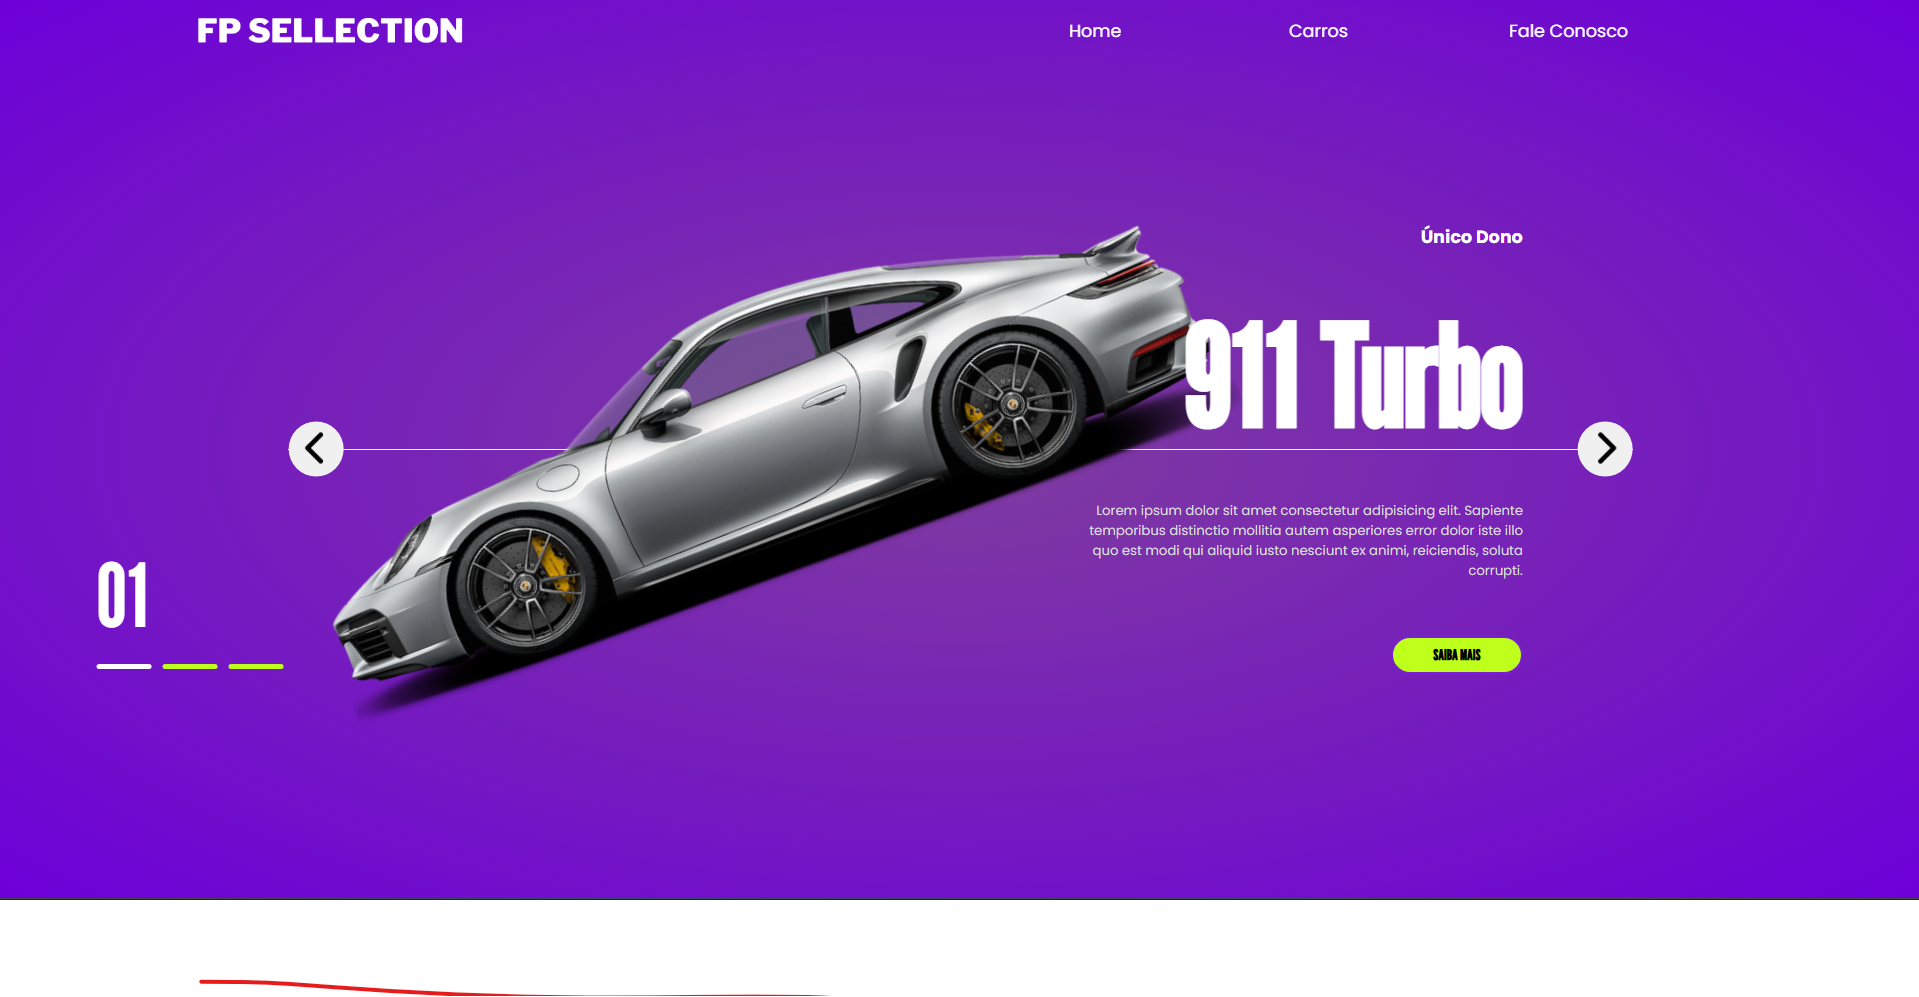 FP SELLECTION
Home
Carros
Fale Conosco
Único Dono
911 Turbo
Lorem ipsum dolor sit amet consectetur adipisicing elit. Sapiente
temporibus distinctio mollitia autem asperiores error dolor iste illo
quo est modi qui aliquid iusto nesciunt ex animi, reiciendis, soluta
corrupti.
01
SAIBA MAIS